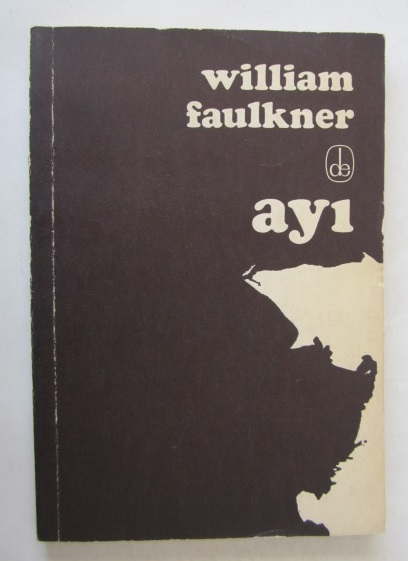 william
faulkner
de
ayı